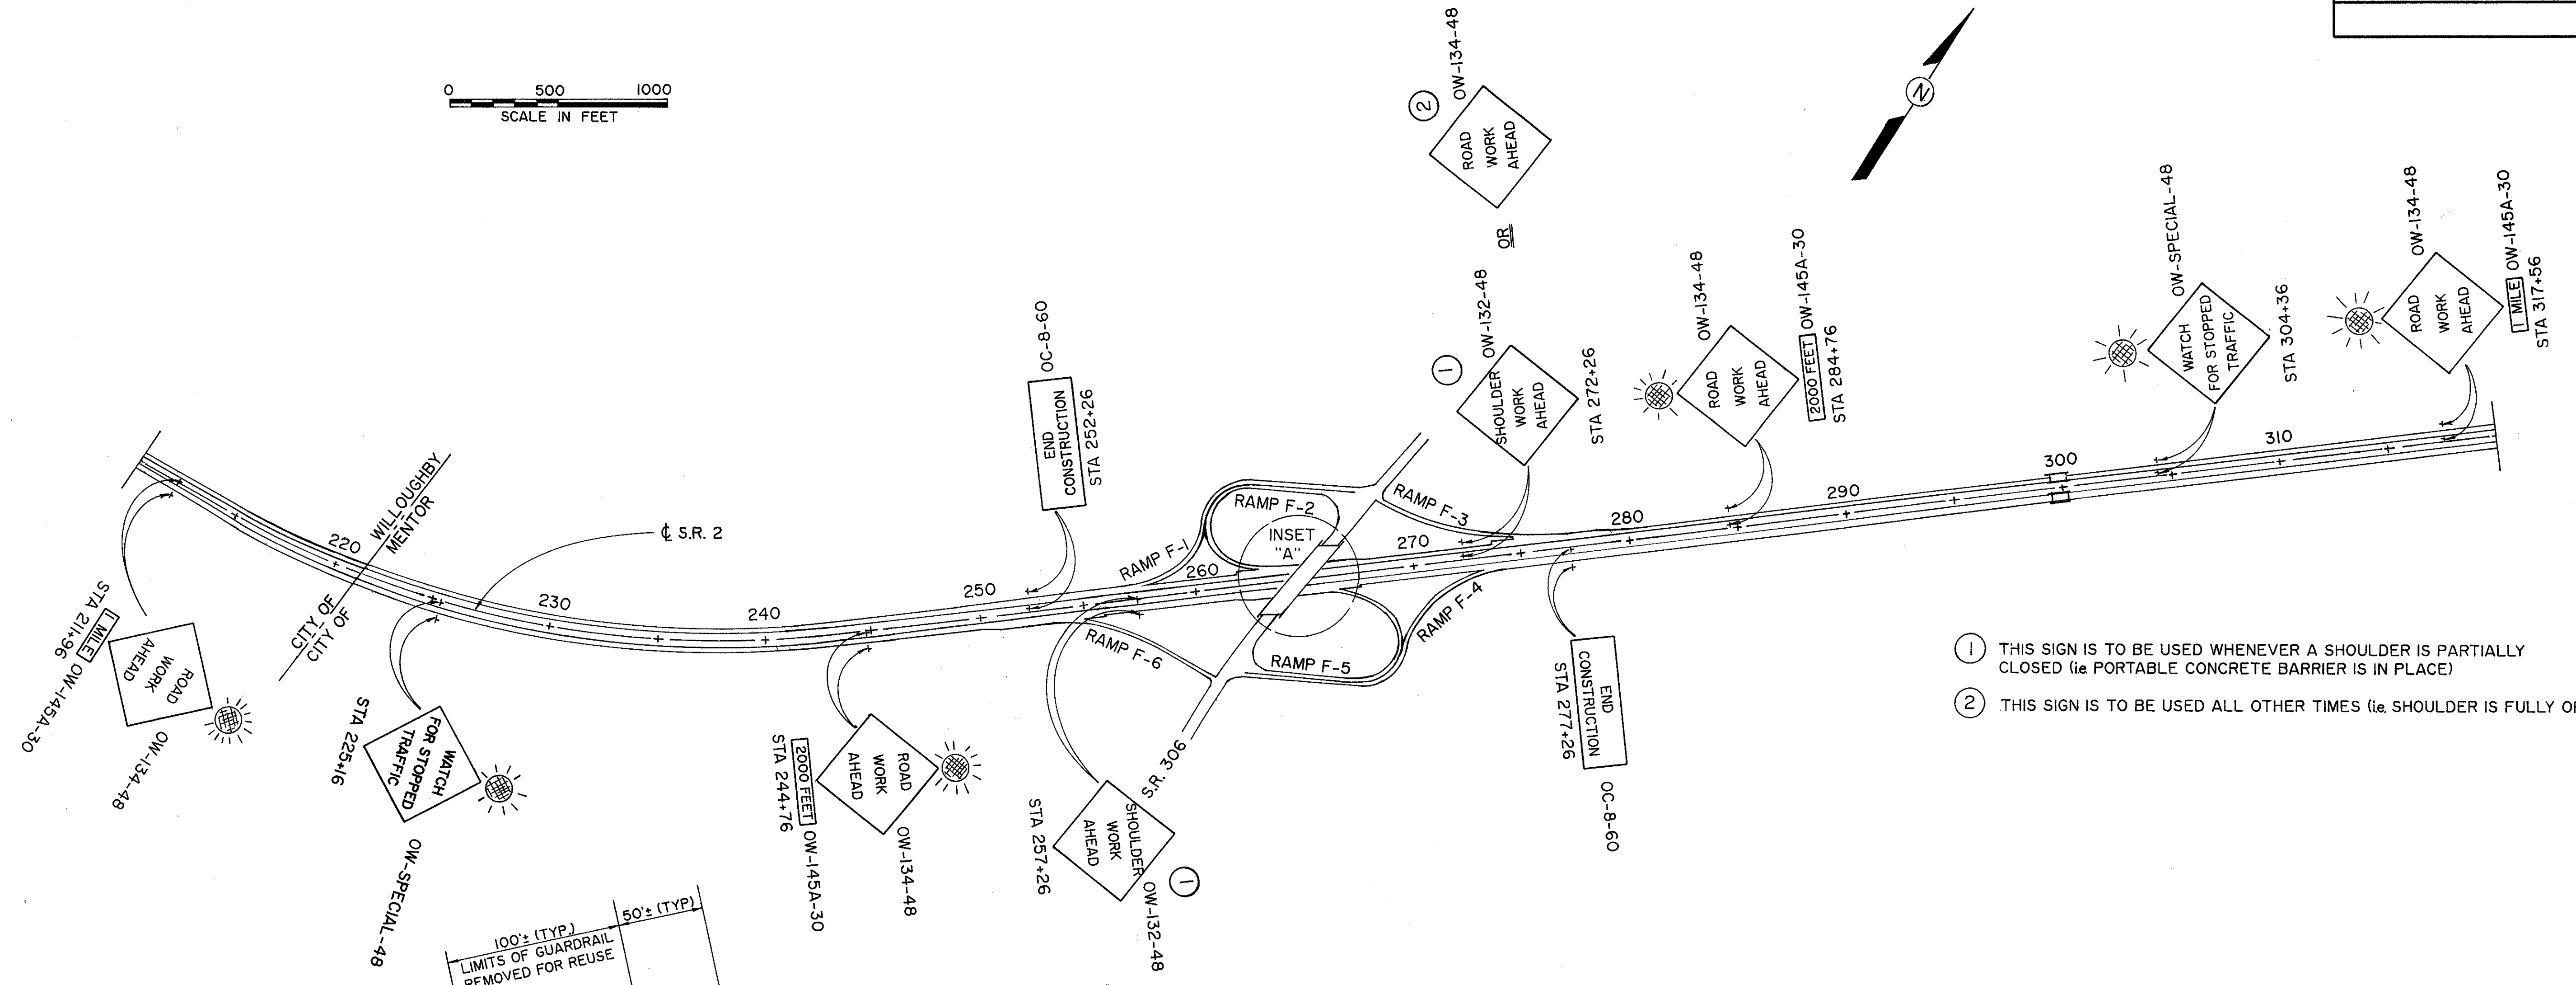 0 500 1000
SCALE IN FEET
N
2
OW-134-48
ROAD
WORK
AHEAD
OR
1
OW-132-48
SHOULDER
WORK
AHEAD
STA 272+26
OC-8-60
END
CONSTRUCTION
STA 252+26
OW-134-48
ROAD
WORK
AHEAD
2000 FEET OW-145A-30
STA 284+76
OW-SPECIAL-48
WATCH
FOR STOPPED
TRAFFIC
STA 304+36
OW-134-48
ROAD
WORK
AHEAD
1 MILE OW-145A-30
STA 317+56
220
230
240
250
260
270
280
290
300
310
CITY OF WILLOUGHBY
CITY OF MENTOR
℄ S.R. 2
RAMP F-1
RAMP F-2
RAMP F-3
INSET
"A"
RAMP F-4
RAMP F-5
RAMP F-6
S.R. 306
STA 211+96
1 MILE OW-145A-30
ROAD
WORK
AHEAD
OW-134-48
STA 225+16
WATCH
FOR STOPPED
TRAFFIC
OW-SPECIAL-48
STA 244+76
2000 FEET OW-145A-30
ROAD
WORK
AHEAD
OW-134-48
STA 257+26
SHOULDER
WORK
AHEAD
OW-132-48
1
END
CONSTRUCTION
STA 277+26
OC-8-60
1 THIS SIGN IS TO BE USED WHENEVER A SHOULDER IS PARTIALLY
CLOSED (i.e. PORTABLE CONCRETE BARRIER IS IN PLACE)
2 THIS SIGN IS TO BE USED ALL OTHER TIMES (i.e. SHOULDER IS FULLY
100'± (TYP.)
50'± (TYP)
LIMITS OF GUARDRAIL
REMOVED FOR REUSE